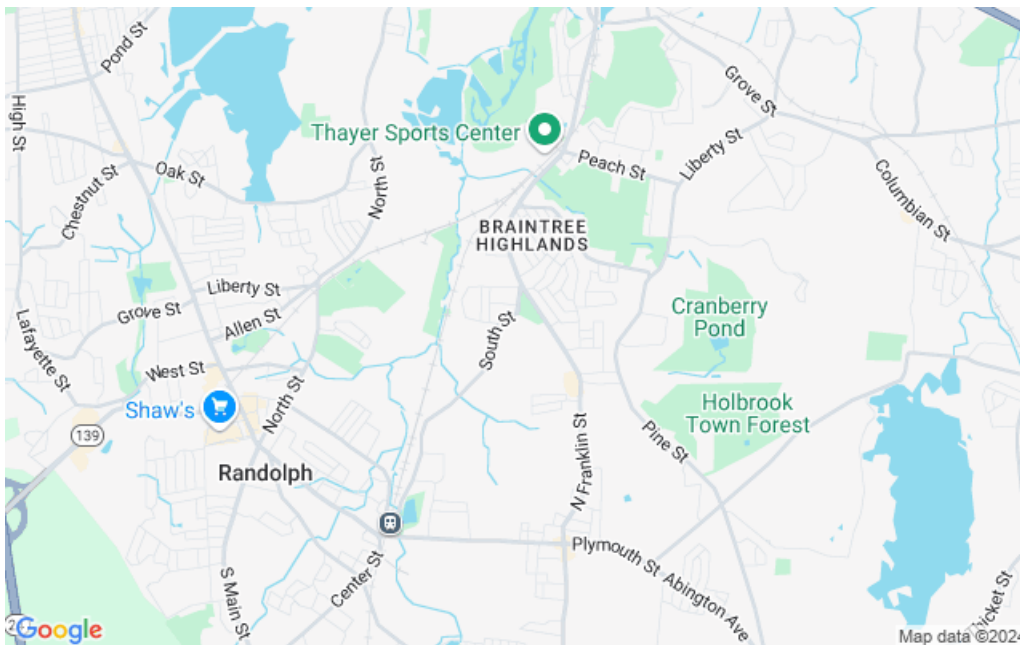 Pond St
High St
Grove St
Thayer Sports Center
Liberty St
Peach St
Oak St
North St
Chestnut St
Columbian St
BRAINTREE
HIGHLANDS
Liberty St
Grove St
Cranberry
Pond
Allen St
Lafayette St
South St
West St
Shaw's
North St
Holbrook
Town Forest
139
Pine St
Randolph
N Franklin St
Plymouth St
Abington Ave
Center St
S Main St
Thicket St
Google
Map data ©2024